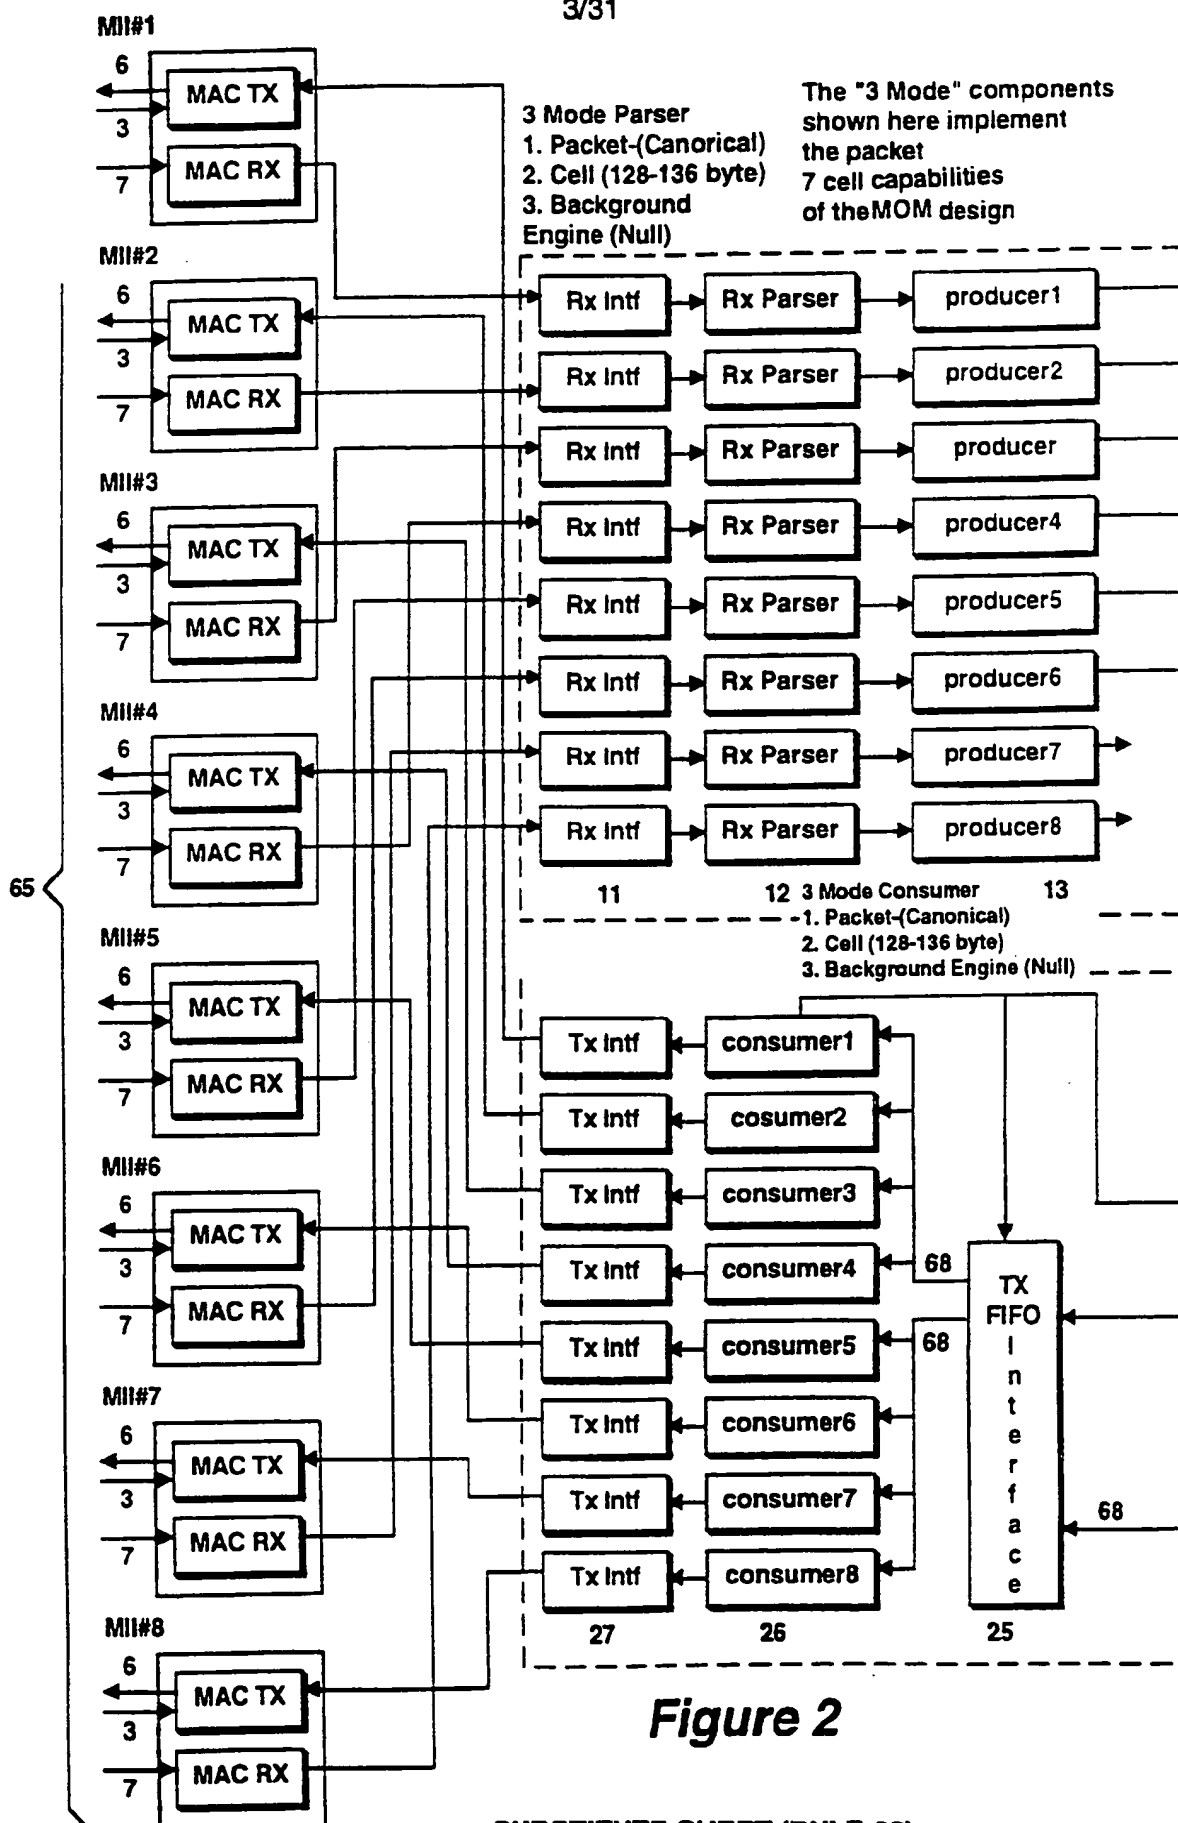 3/31
MII#1
6
MAC TX
3
MAC RX
7
3 Mode Parser
1. Packet-(Canorical)
2. Cell (128-136 byte)
3. Background
Engine (Null)
The "3 Mode" components
shown here implement
the packet
7 cell capabilities
of theMOM design
MII#2
6
MAC TX
3
MAC RX
7
MII#3
6
MAC TX
3
MAC RX
7
MII#4
6
MAC TX
3
MAC RX
7
65
MII#5
6
MAC TX
3
MAC RX
7
MII#6
6
MAC TX
3
MAC RX
7
MII#7
6
MAC TX
3
MAC RX
7
MII#8
6
MAC TX
3
MAC RX
7
Rx Intf Rx Parser producer1
Rx Intf Rx Parser producer2
Rx Intf Rx Parser producer
Rx Intf Rx Parser producer4
Rx Intf Rx Parser producer5
Rx Intf Rx Parser producer6
Rx Intf Rx Parser producer7
Rx Intf Rx Parser producer8
11 12 13
3 Mode Consumer
1. Packet-(Canonical)
2. Cell (128-136 byte)
3. Background Engine (Null)
Tx Intf consumer1
Tx Intf cosumer2
Tx Intf consumer3
Tx Intf consumer4 68
Tx Intf consumer5 68
Tx Intf consumer6
Tx Intf consumer7
Tx Intf consumer8
TX
FIFO
I
n
t
e
r
f
a
c
e
68
27 26 25
Figure 2